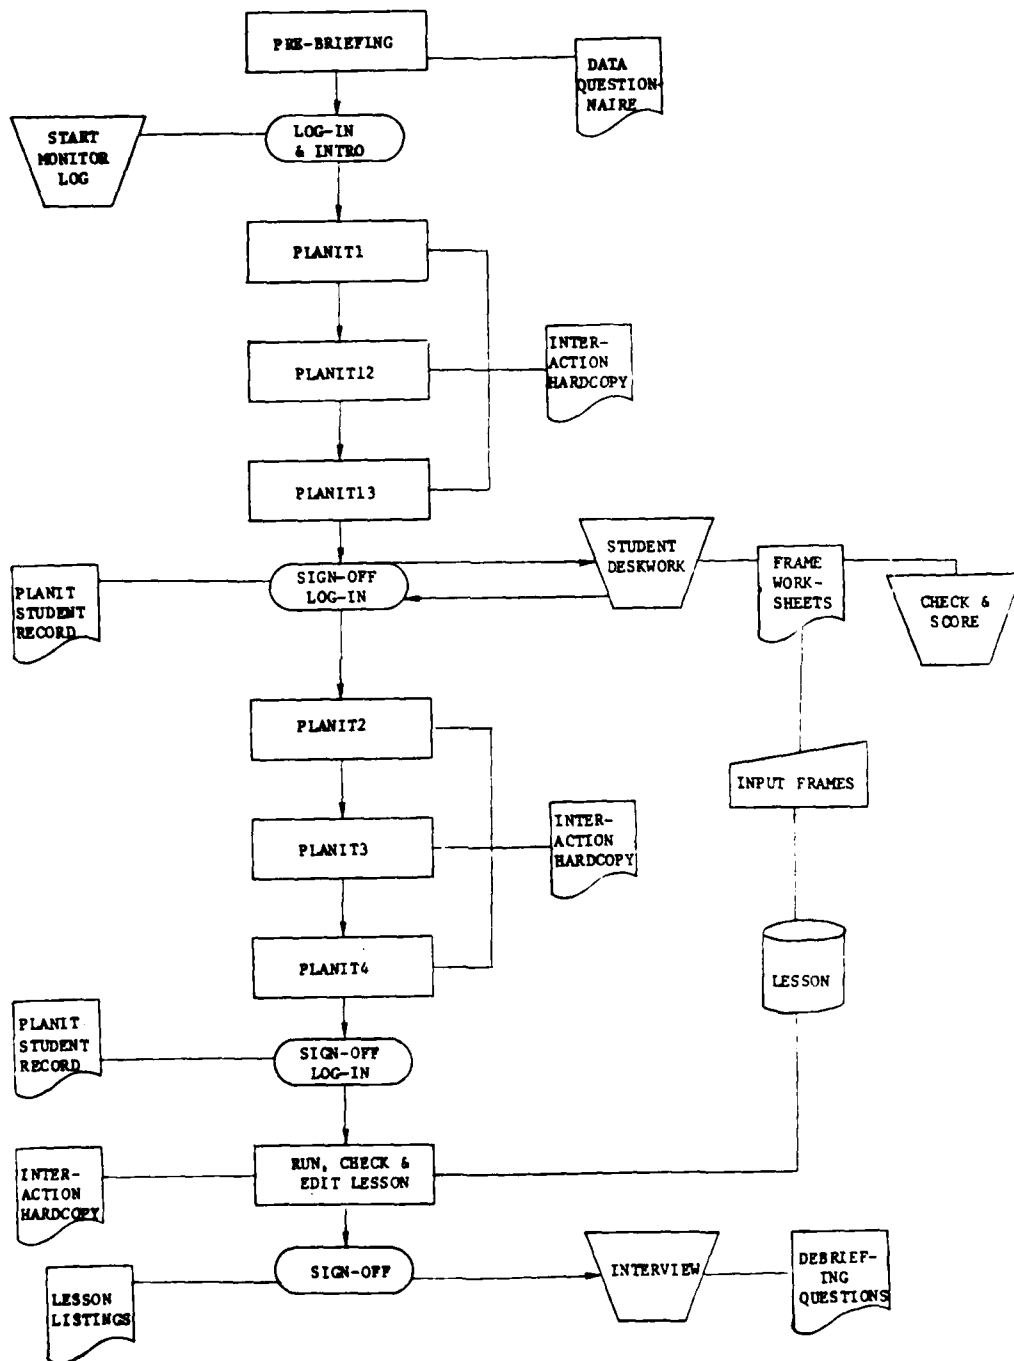 PRE-BRIEFING
DATA
QUESTION-
NAIRE
LOG-IN
& INTRO
START
MONITOR
LOG
PLANIT1
PLANIT12
INTER-
ACTION
HARDCOPY
PLANIT13
SIGN-OFF
LOG-IN
STUDENT
DESKWORK
FRAME
WORK-
SHEETS
CHECK &
SCORE
PLANIT
STUDENT
RECORD
PLANIT2
INPUT FRAMES
PLANIT3
INTER-
ACTION
HARDCOPY
PLANIT4
LESSON
PLANIT
STUDENT
RECORD
SIGN-OFF
LOG-IN
INTER-
ACTION
HARDCOPY
RUN, CHECK &
EDIT LESSON
SIGN-OFF
INTERVIEW
DEBRIEF-
ING
QUESTIONS
LESSON
LISTINGS